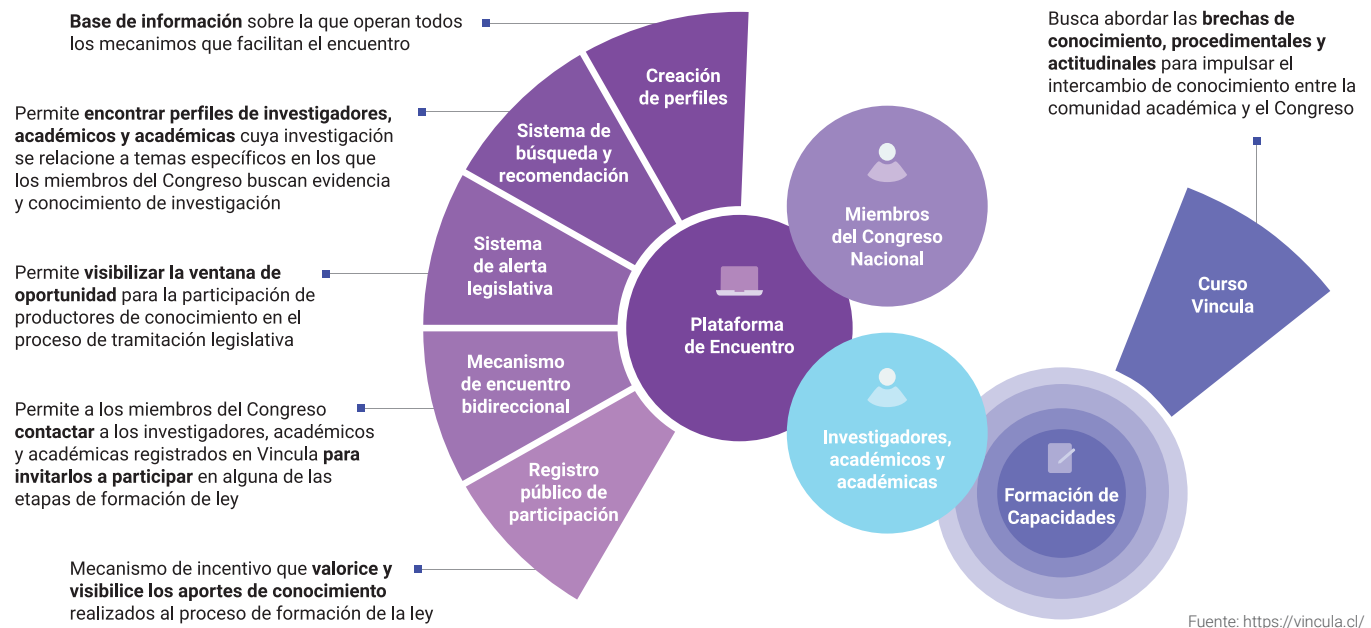 Base de información sobre la que operan todos
los mecanimos que facilitan el encuentro
Permite encontrar perfiles de investigadores,
académicos y académicas cuya investigación
se relacione a temas específicos en los que
los miembros del Congreso buscan evidencia
y conocimiento de investigación
Permite visibilizar la ventana de
oportunidad para la participación de
productores de conocimiento en el
proceso de tramitación legislativa
Permite a los miembros del Congreso
contactar a los investigadores, académicos
y académicas registrados en Vincula para
invitarlos a participar en alguna de las
etapas de formación de ley
Mecanismo de incentivo que valorice y
visibilice los aportes de conocimiento
realizados al proceso de formación de la ley
Creación
de perfiles
Sistema de
búsqueda y
recomendación
Sistema
de alerta
legislativa
Mecanismo
de encuentro
bidireccional
Registro
público de
participación
Plataforma
de Encuentro
Miembros
del Congreso
Nacional
Investigadores,
académicos y
académicas
Formación de
Capacidades
Curso
Vincula
Busca abordar las brechas de
conocimiento, procedimentales y
actitudinales para impulsar el
intercambio de conocimiento entre la
comunidad académica y el Congreso
Fuente: https://vincula.cl/